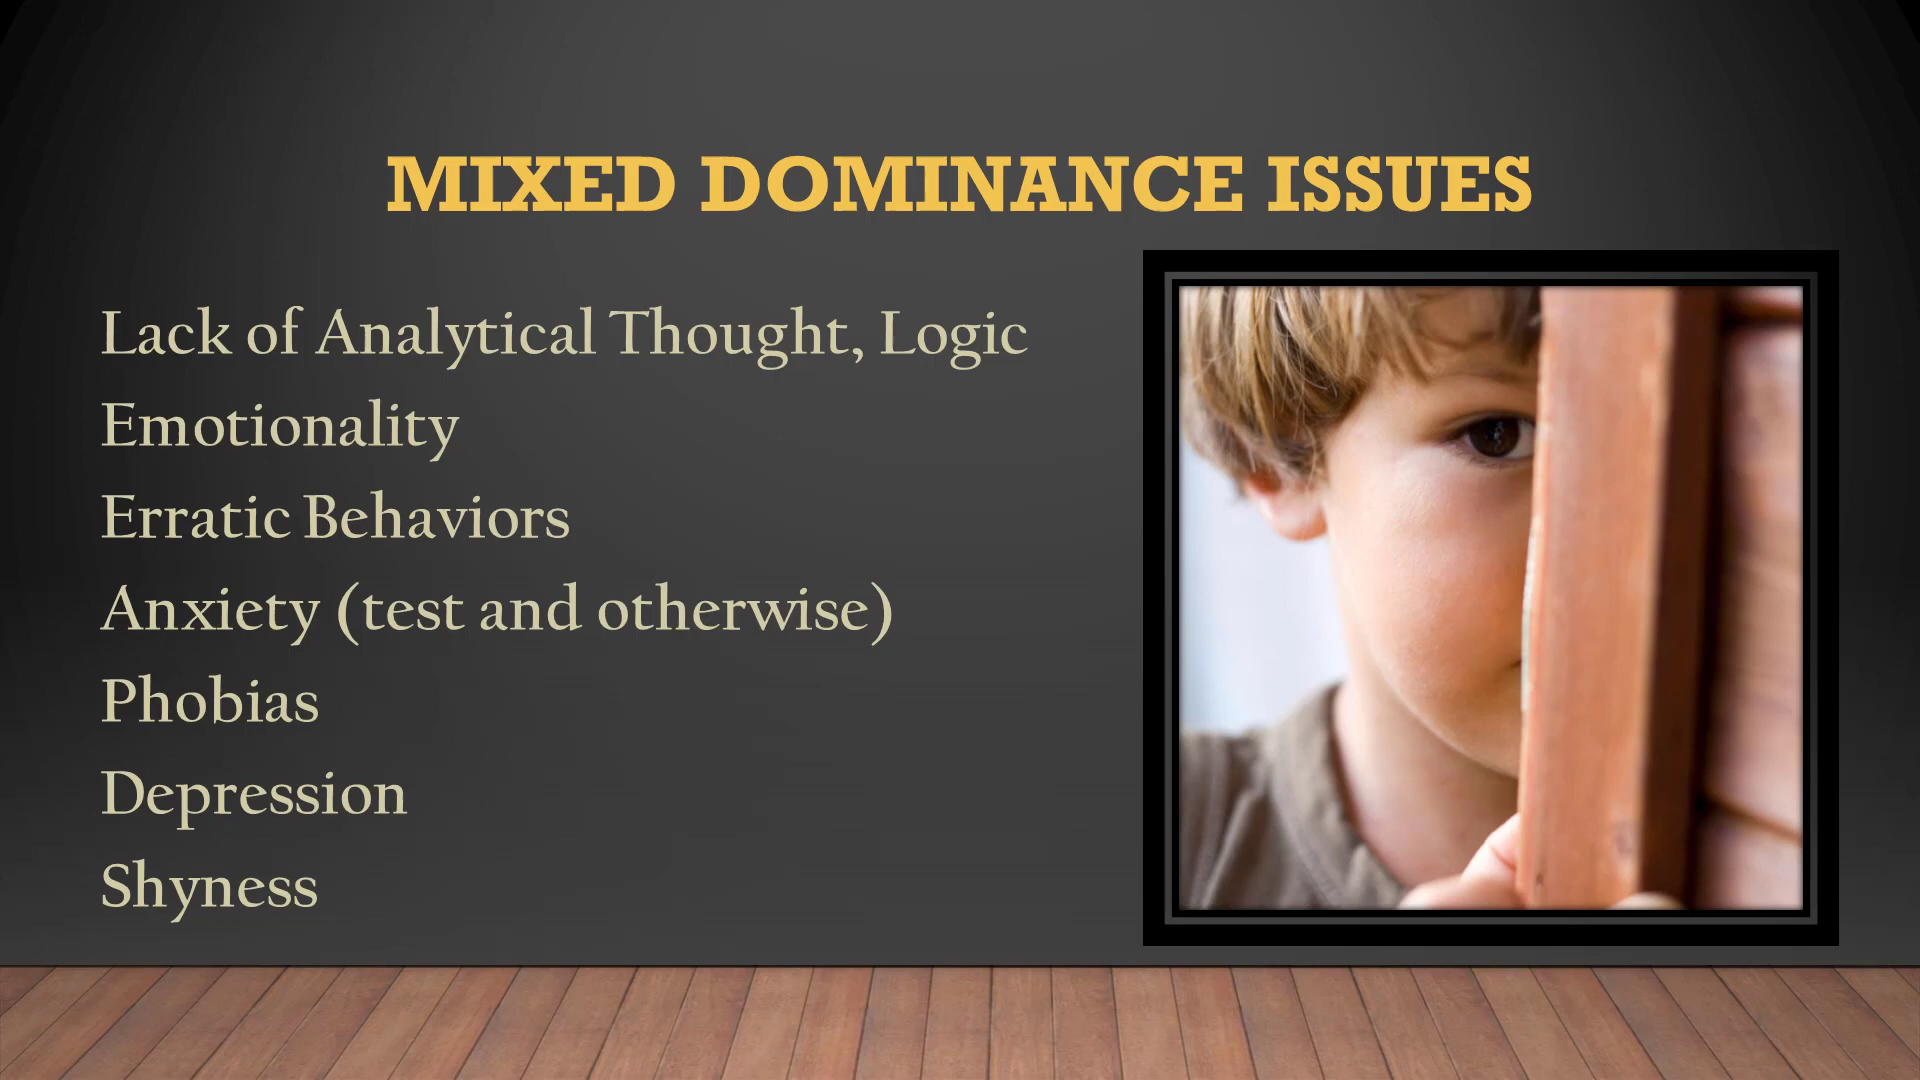 MIXED DOMINANCE ISSUES
Lack of Analytical Thought, Logic
Emotionality
Erratic Behaviors
Anxiety (test and otherwise)
Phobias
Depression
Shyness